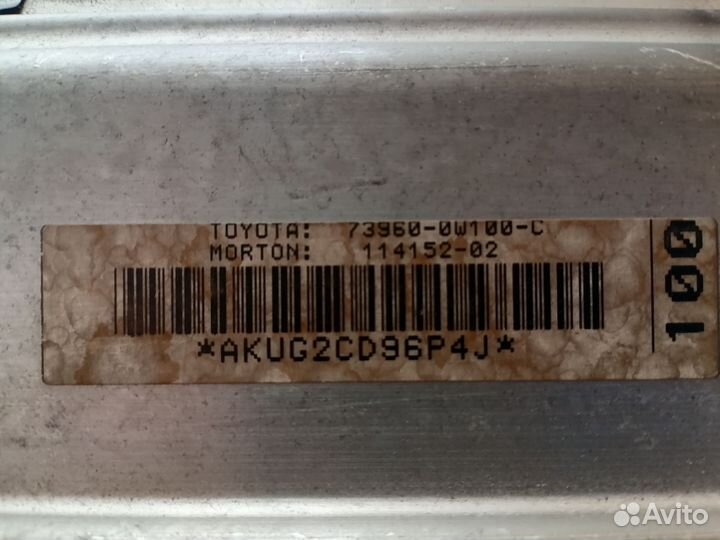 TOYOTA: 73960-0W100-C
MORTON: 114152-02
*AKUG2CD96P4J*
100
Avito